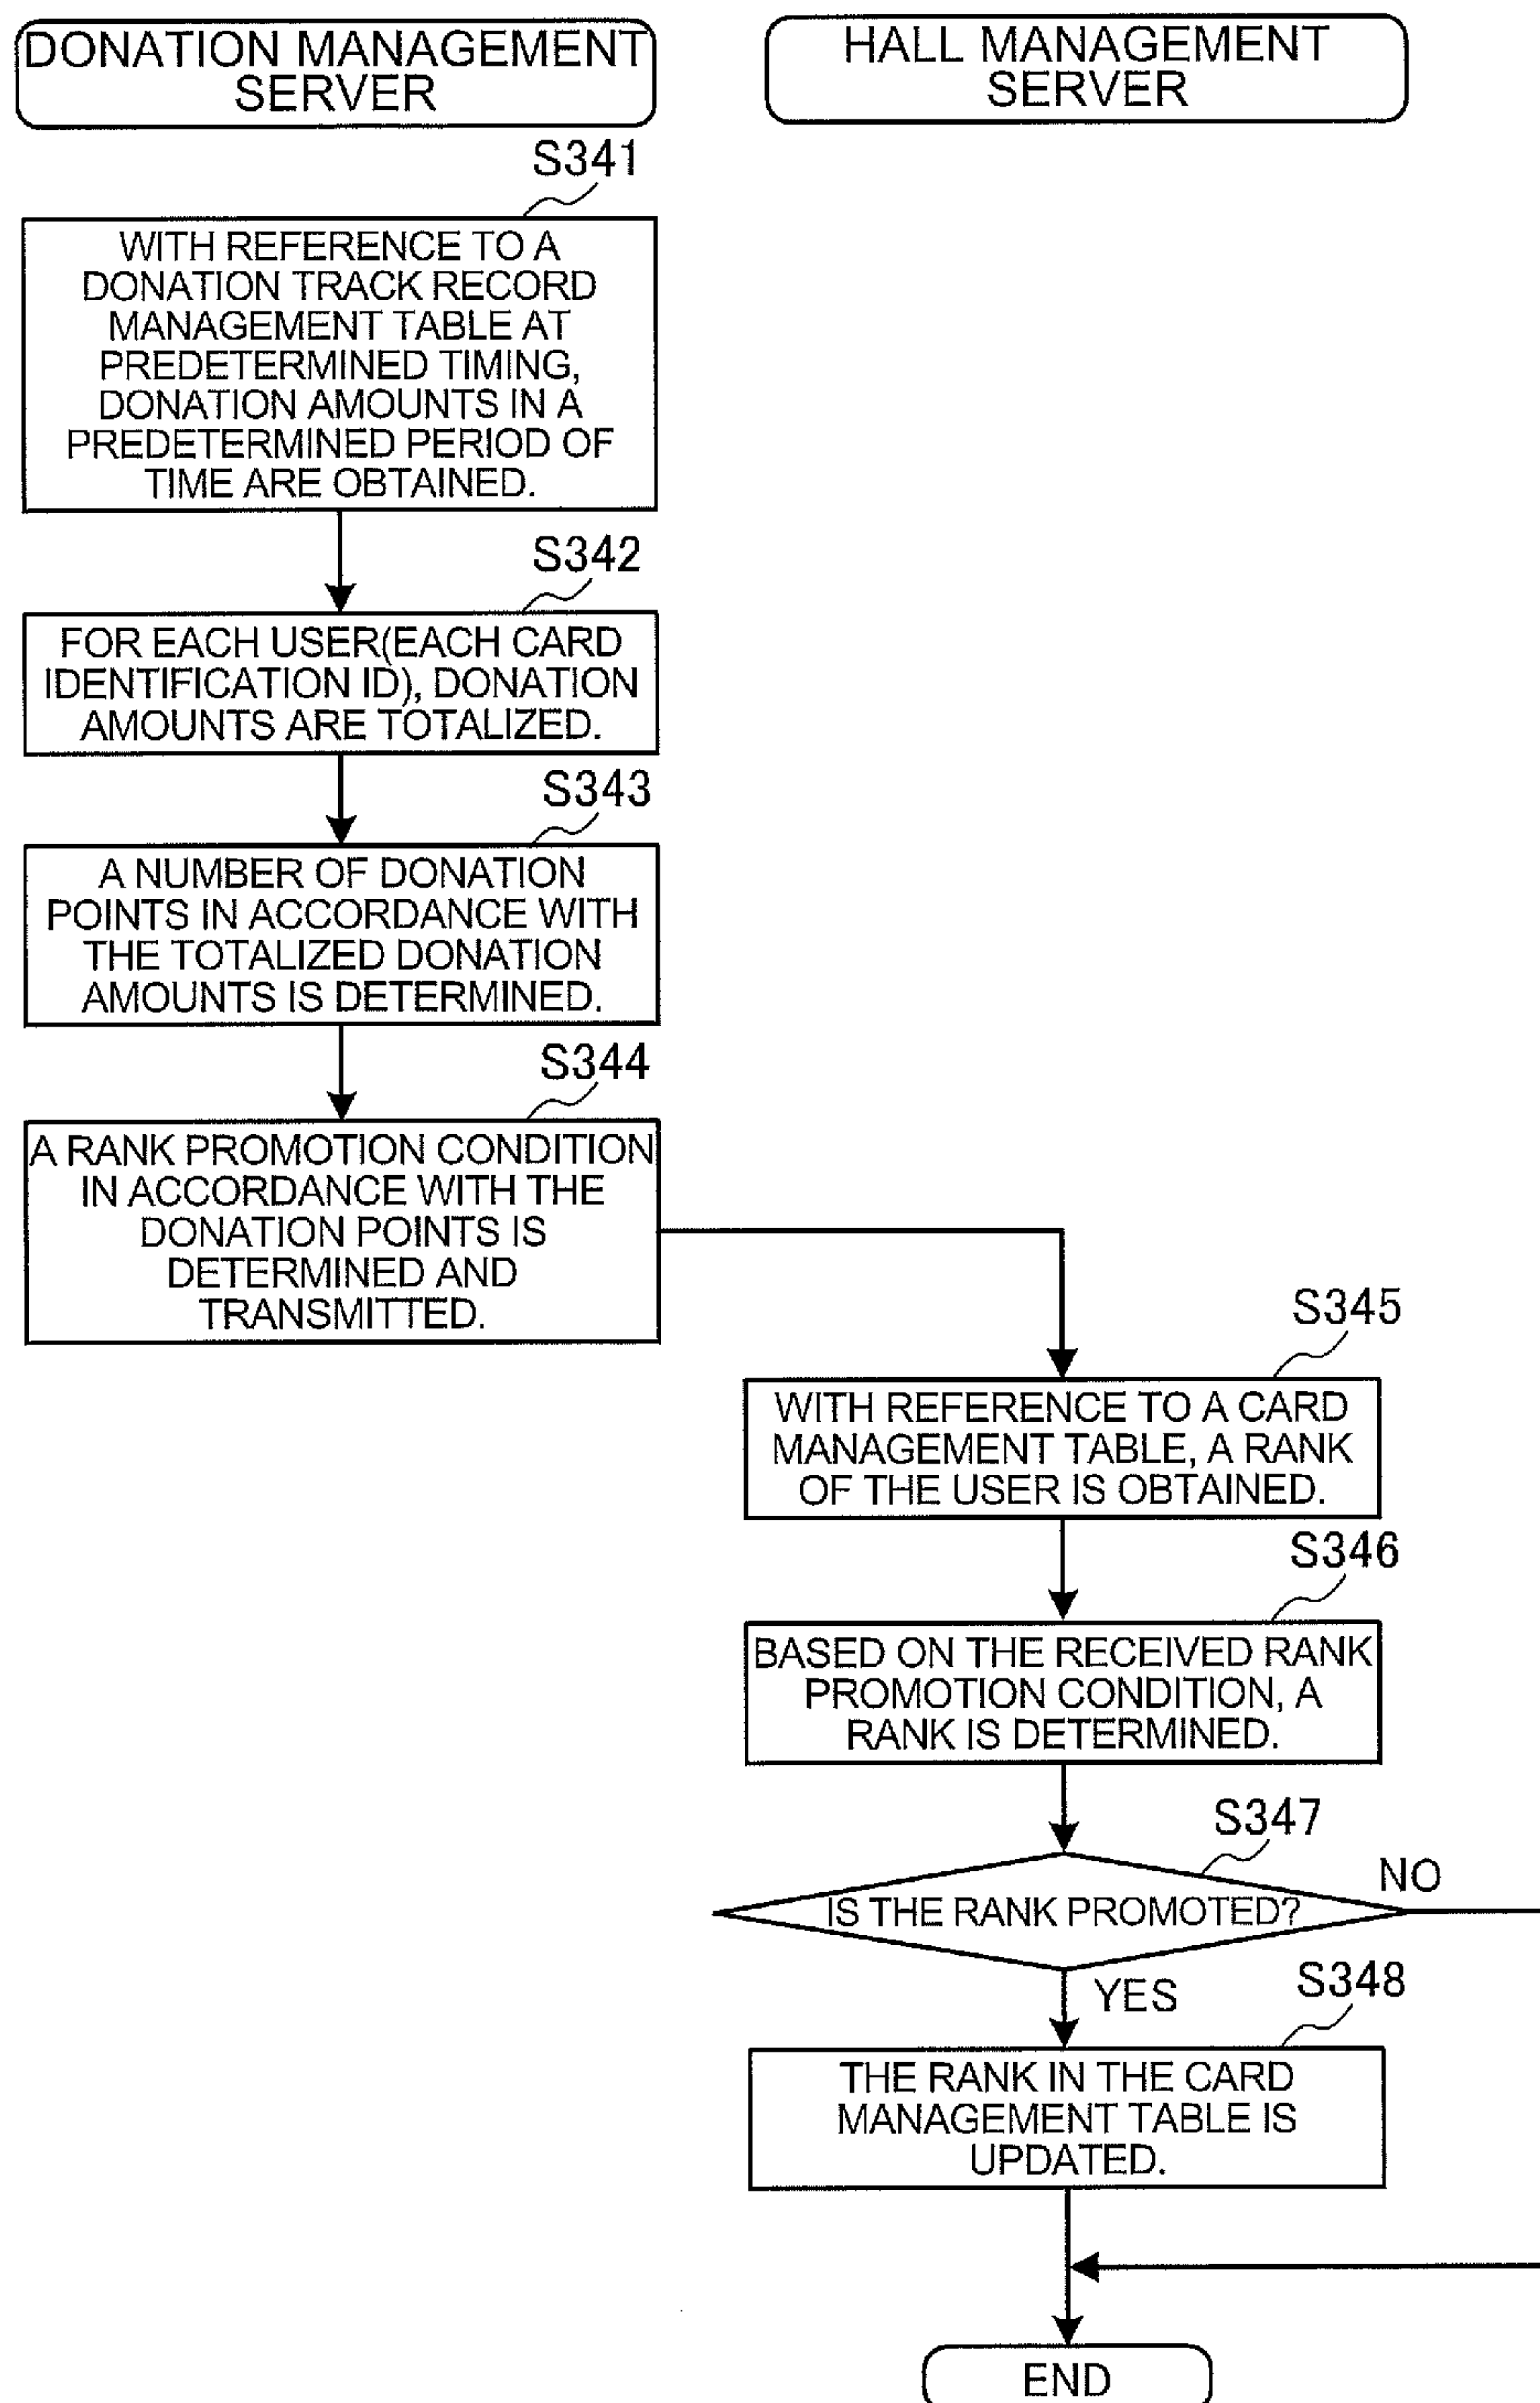 DONATION MANAGEMENT
SERVER
HALL MANAGEMENT
SERVER
S341
WITH REFERENCE TO A
DONATION TRACK RECORD
MANAGEMENT TABLE AT
PREDETERMINED TIMING,
DONATION AMOUNTS IN A
PREDETERMINED PERIOD OF
TIME ARE OBTAINED.
S342
FOR EACH USER(EACH CARD
IDENTIFICATION ID), DONATION
AMOUNTS ARE TOTALIZED.
S343
A NUMBER OF DONATION
POINTS IN ACCORDANCE WITH
THE TOTALIZED DONATION
AMOUNTS IS DETERMINED.
S344
A RANK PROMOTION CONDITION
IN ACCORDANCE WITH THE
DONATION POINTS IS
DETERMINED AND
TRANSMITTED.
S345
WITH REFERENCE TO A CARD
MANAGEMENT TABLE, A RANK
OF THE USER IS OBTAINED.
S346
BASED ON THE RECEIVED RANK
PROMOTION CONDITION, A
RANK IS DETERMINED.
S347
IS THE RANK PROMOTED?
NO
YES
S348
THE RANK IN THE CARD
MANAGEMENT TABLE IS
UPDATED.
END